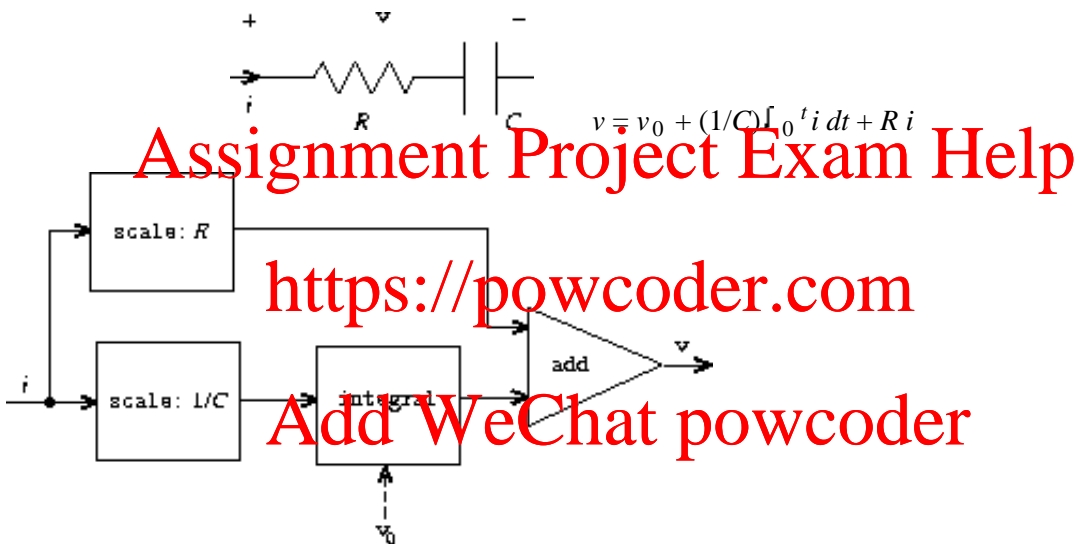 + v −
i
R C
v = v0 + (1/C)∫0 t i dt + R i
Assignment Project Exam Help
scale: R
https://powcoder.com
add
v
i
scale: 1/C
integral
Add WeChat powcoder
v0